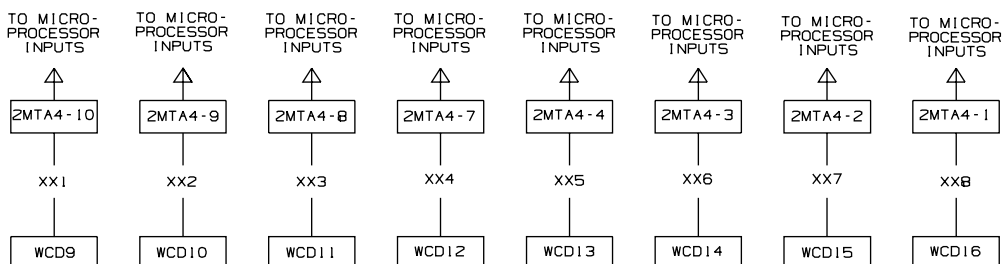 TO MICRO-
PROCESSOR
INPUTS
TO MICRO-
PROCESSOR
INPUTS
TO MICRO-
PROCESSOR
INPUTS
TO MICRO-
PROCESSOR
INPUTS
TO MICRO-
PROCESSOR
INPUTS
TO MICRO-
PROCESSOR
INPUTS
TO MICRO-
PROCESSOR
INPUTS
TO MICRO-
PROCESSOR
INPUTS
2MTA4-10
2MTA4-9
2MTA4-8
2MTA4-7
2MTA4-4
2MTA4-3
2MTA4-2
2MTA4-1
XX1
XX2
XX3
XX4
XX5
XX6
XX7
XX8
WCD9
WCD10
WCD11
WCD12
WCD13
WCD14
WCD15
WCD16